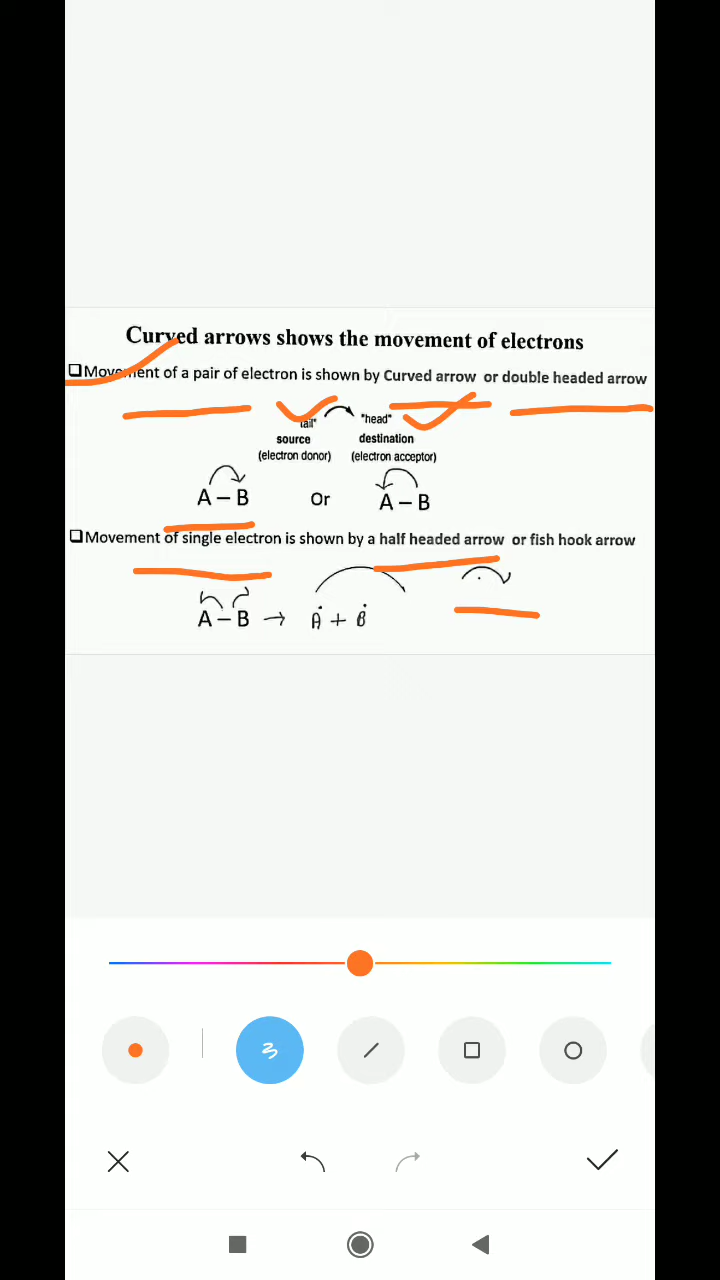 Curved arrows shows the movement of electrons
❑Movement of a pair of electron is shown by Curved arrow or double headed arrow
tail" "head"
source destination
(electron donor) (electron acceptor)
A – B Or A – B
❑Movement of single electron is shown by a half headed arrow or fish hook arrow
A – B → Ȧ + Ḃ